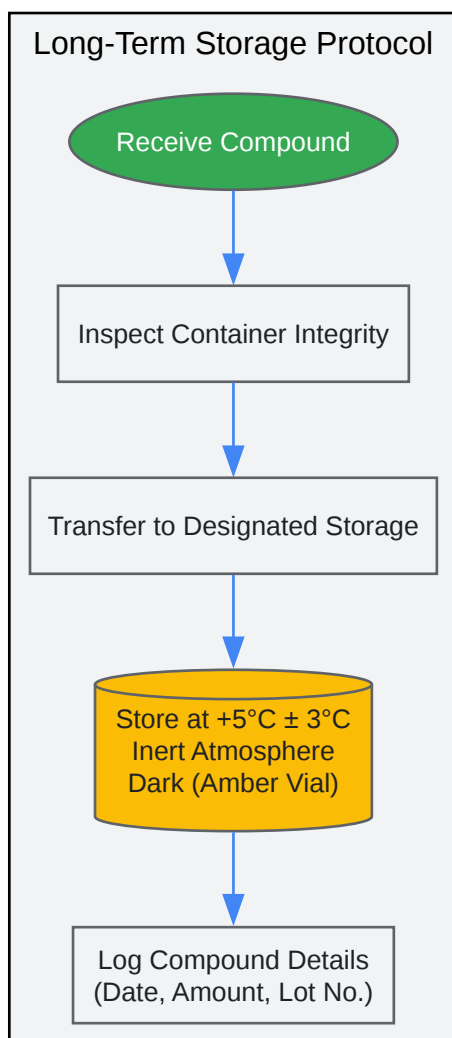 Long-Term Storage Protocol
Receive Compound
Inspect Container Integrity
Transfer to Designated Storage
Store at +5°C ± 3°C
Inert Atmosphere
Dark (Amber Vial)
Log Compound Details
(Date, Amount, Lot No.)